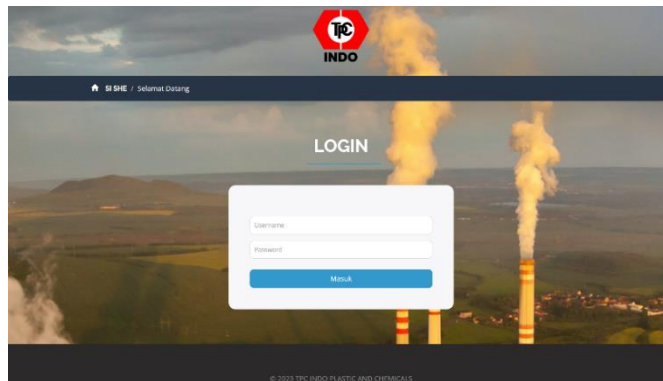 TPC
INDO
SI SHE / Selamat Datang
LOGIN
Username
Password
Masuk
© 2023 TPC INDO PLASTIC AND CHEMICALS